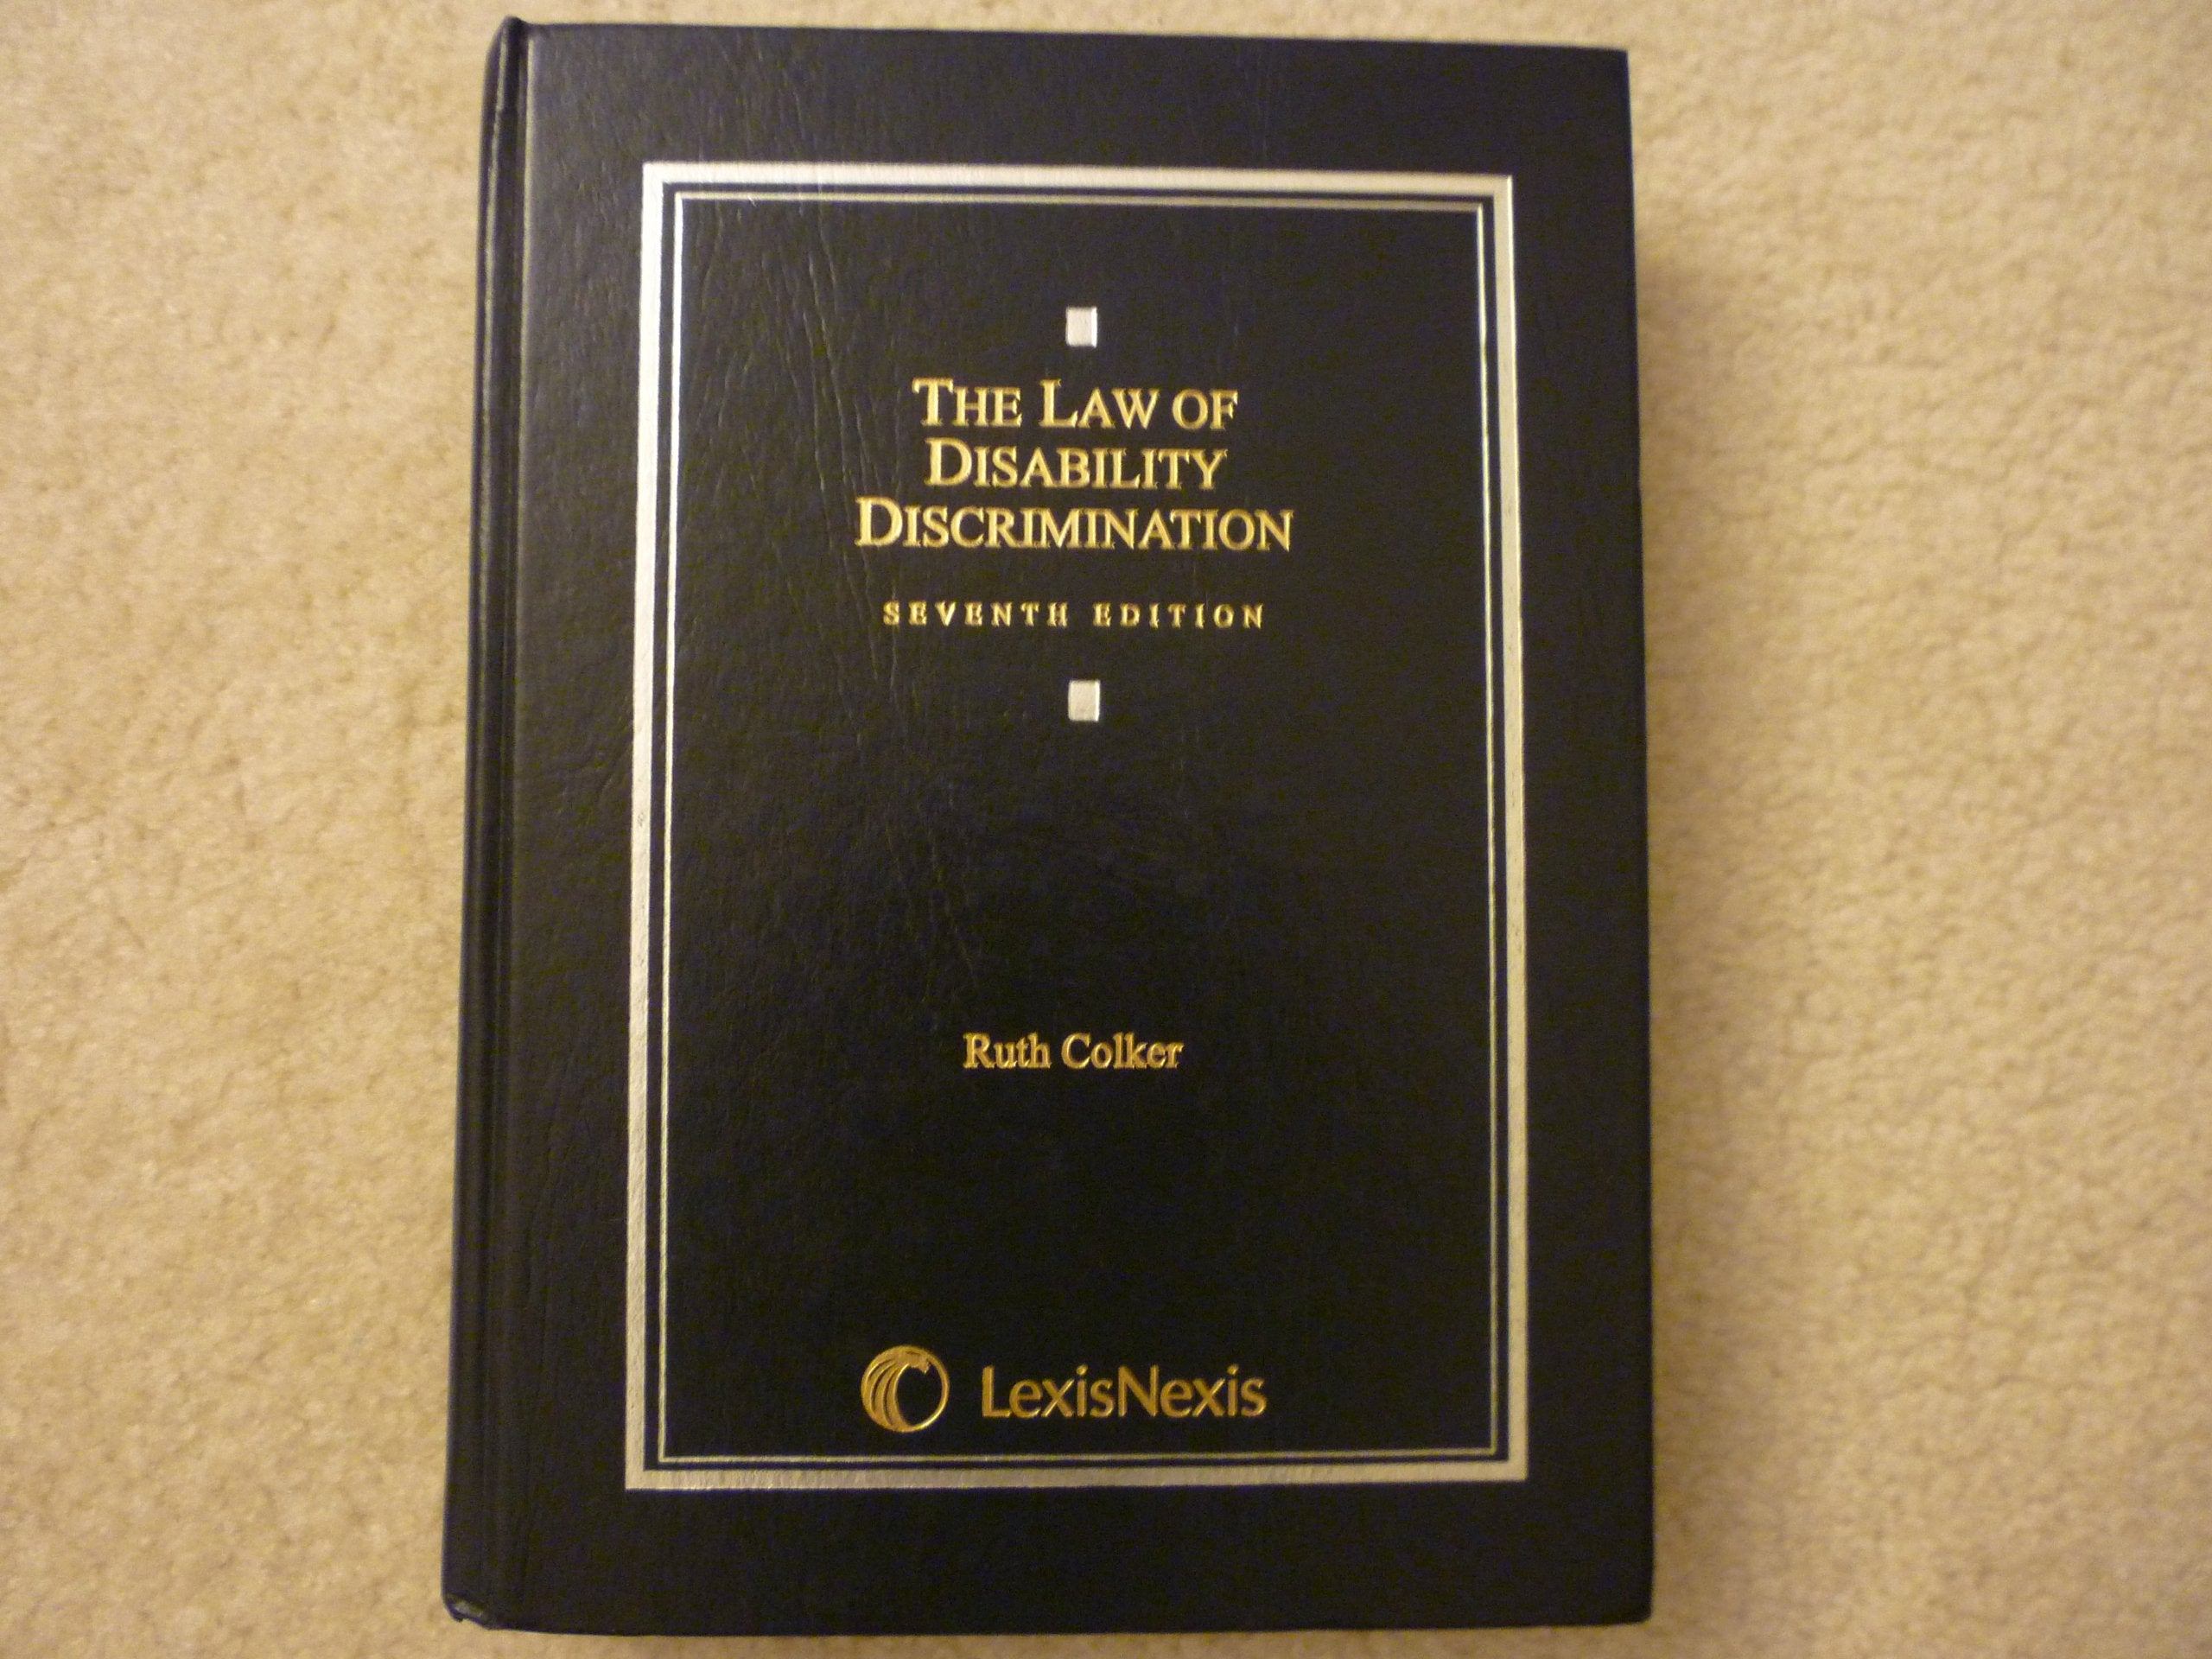 THE LAW OF
DISABILITY
DISCRIMINATION
SEVENTH EDITION
Ruth Colker
LexisNexis